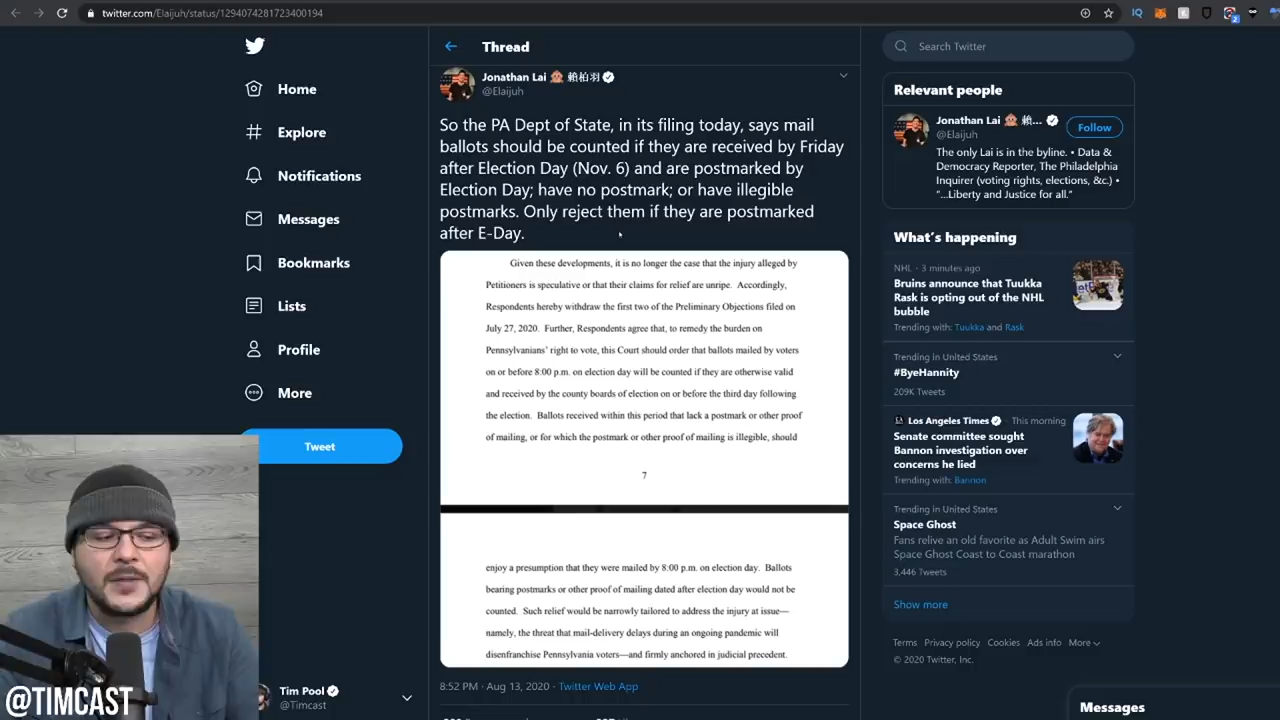 twitter.com/Elaijuh/status/1294074281723400194
Home
Explore
Notifications
Messages
Bookmarks
Lists
Profile
More
Tweet
Tim Pool
@Timcast
@TIMCAST
Thread
Jonathan Lai 🙈 賴柏羽
@Elaijuh
So the PA Dept of State, in its filing today, says mail
ballots should be counted if they are received by Friday
after Election Day (Nov. 6) and are postmarked by
Election Day; have no postmark; or have illegible
postmarks. Only reject them if they are postmarked
after E-Day.
Given these developments, it is no longer the case that the injury alleged by
Petitioners is speculative or that their claims for relief are unripe. Accordingly,
Respondents hereby withdraw the first two of the Preliminary Objections filed on
July 27, 2020. Further, Respondents agree that, to remedy the burden on
Pennsylvanians' right to vote, this Court should order that ballots mailed by voters
on or before 8:00 p.m. on election day will be counted if they are otherwise valid
and received by the county boards of election on or before the third day following
the election. Ballots received within this period that lack a postmark or other proof
of mailing, or for which the postmark or other proof of mailing is illegible, should
7
enjoy a presumption that they were mailed by 8:00 p.m. on election day. Ballots
bearing postmarks or other proof of mailing dated after election day would not be
counted. Such relief would be narrowly tailored to address the injury at issue—
namely, the threat that mail-delivery delays during an ongoing pandemic will
disenfranchise Pennsylvania voters—and firmly anchored in judicial precedent.
8:52 PM · Aug 13, 2020 · Twitter Web App
Search Twitter
Relevant people
Jonathan Lai 🙈 賴...
@Elaijuh
Follow
The only Lai is in the byline. • Data &
Democracy Reporter, The Philadelphia
Inquirer (voting rights, elections, &c.) •
"...Liberty and Justice for all."
What's happening
NHL · 3 minutes ago
Bruins announce that Tuukka
Rask is opting out of the NHL
bubble
Trending with: Tuukka and Rask
Trending in United States
#ByeHannity
209K Tweets
Los Angeles Times This morning
Senate committee sought
Bannon investigation over
concerns he lied
Trending with: Bannon
Trending in United States
Space Ghost
Fans relive an old favorite as Adult Swim airs
Space Ghost Coast to Coast marathon
3,446 Tweets
Show more
Terms Privacy policy Cookies Ads info More
© 2020 Twitter, Inc.
Messages